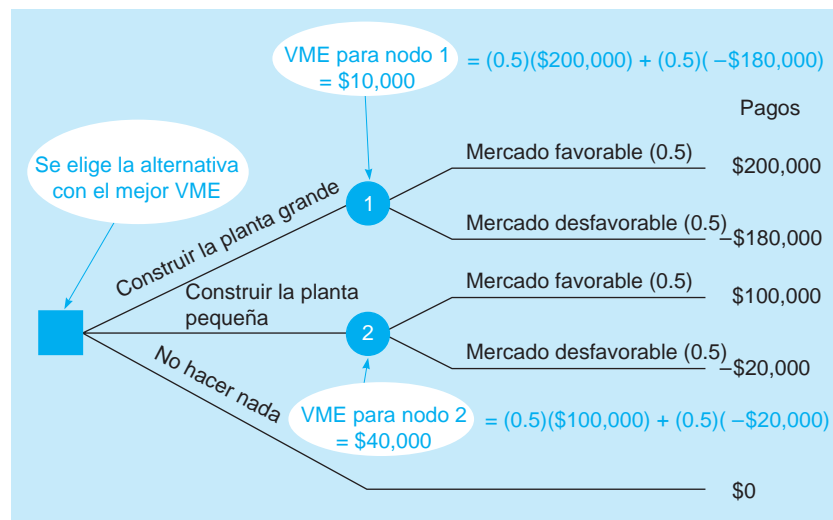 VME para nodo 1
= $10,000
= (0.5)($200,000) + (0.5)( –$180,000)
Pagos
Se elige la alternativa
con el mejor VME
Mercado favorable (0.5)
$200,000
Construir la planta grande
1
Mercado desfavorable (0.5)
–$180,000
Construir la planta
pequeña
Mercado favorable (0.5)
$100,000
2
Mercado desfavorable (0.5)
–$20,000
No hacer nada
VME para nodo 2
= $40,000
= (0.5)($100,000) + (0.5)( –$20,000)
$0